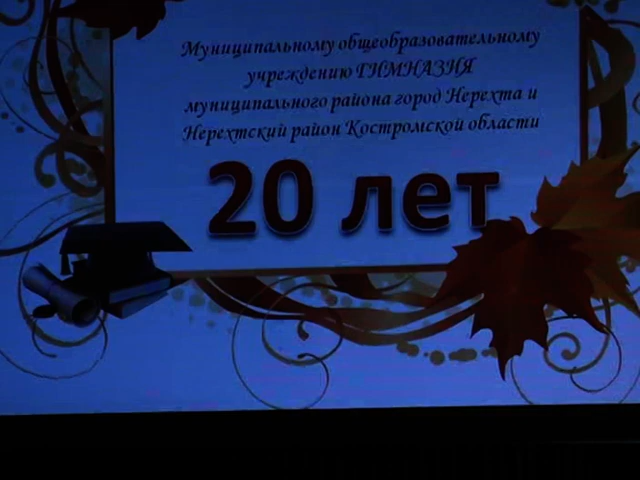 Муниципальному общеобразовательному
учреждению ГИМНАЗИЯ
муниципального района город Нерехта и
Нерехтский район Костромской области
20 лет